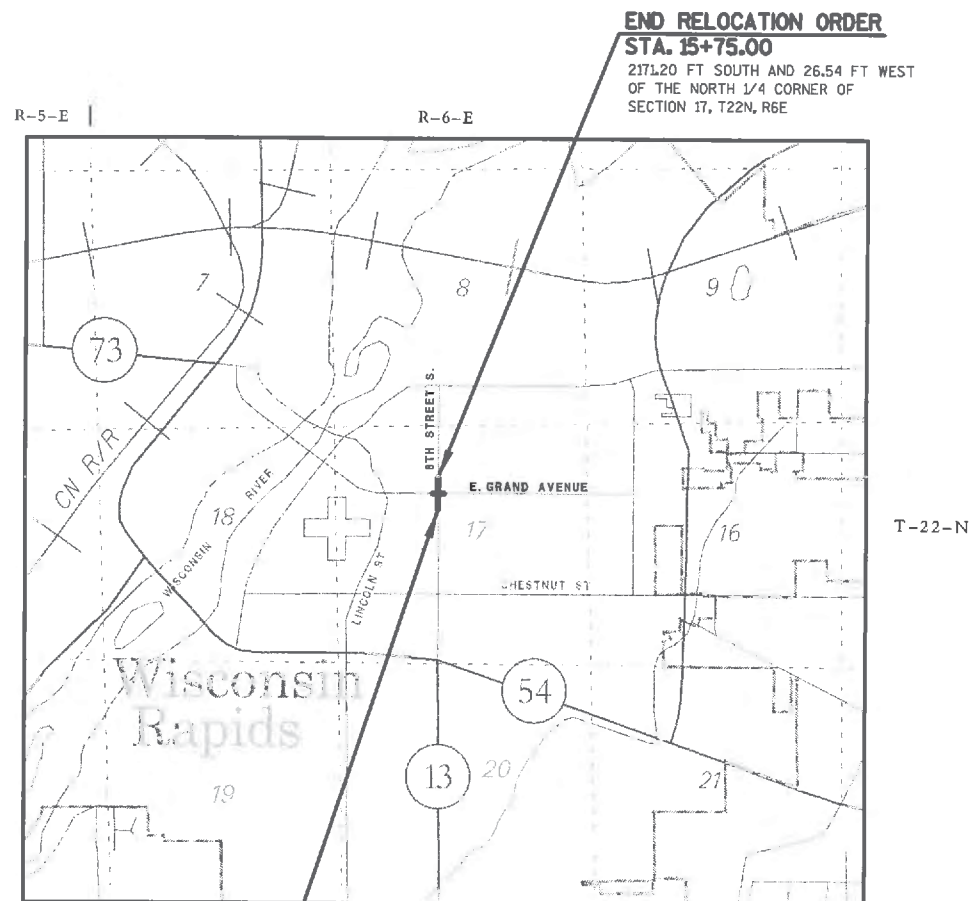 END RELOCATION ORDER
STA. 15+75.00
2171.20 FT SOUTH AND 26.54 FT WEST
OF THE NORTH 1/4 CORNER OF
SECTION 17, T22N, R6E
R-5-E
R-6-E
7
8
9
73
8TH STREET S.
CN R/R
E. GRAND AVENUE
WISCONSIN RIVER
18
17
16
T-22-N
LINCOLN ST
CHESTNUT ST
Wisconsin
Rapids
54
13
19
20
21